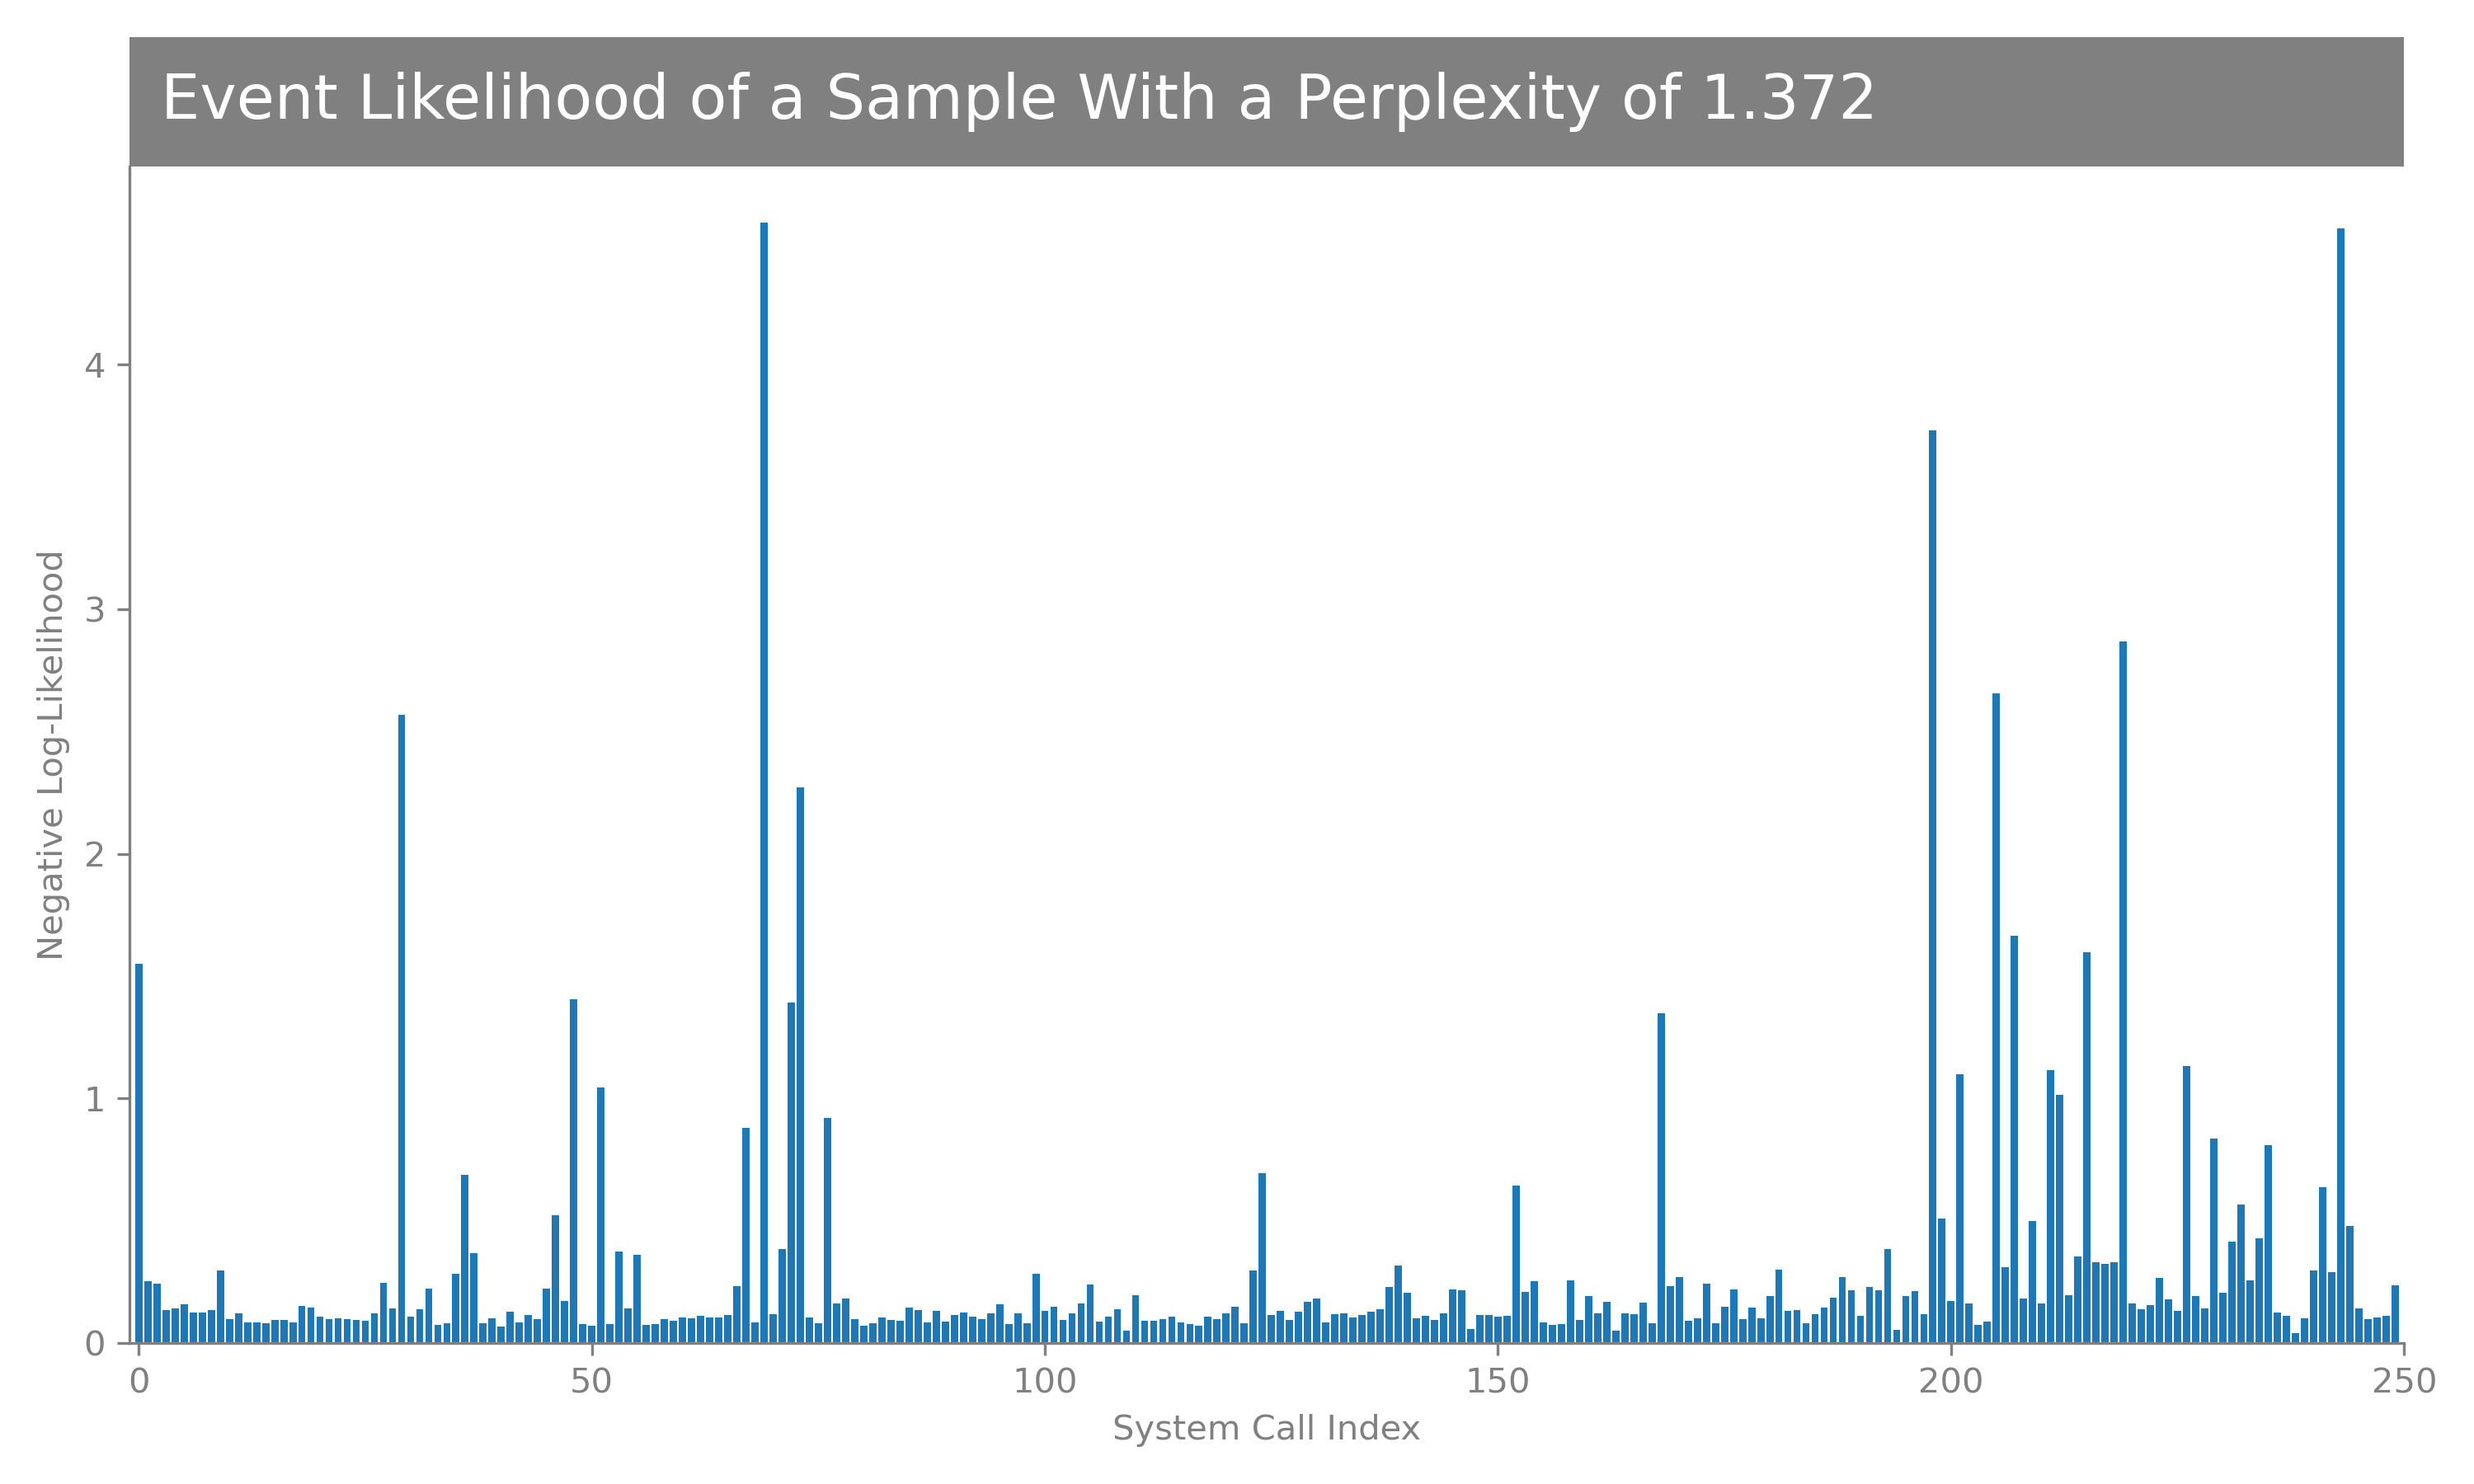 Event Likelihood of a Sample With a Perplexity of 1.372
Negative Log-Likelihood
4
3
2
1
0
0 50 100 150 200 250
System Call Index